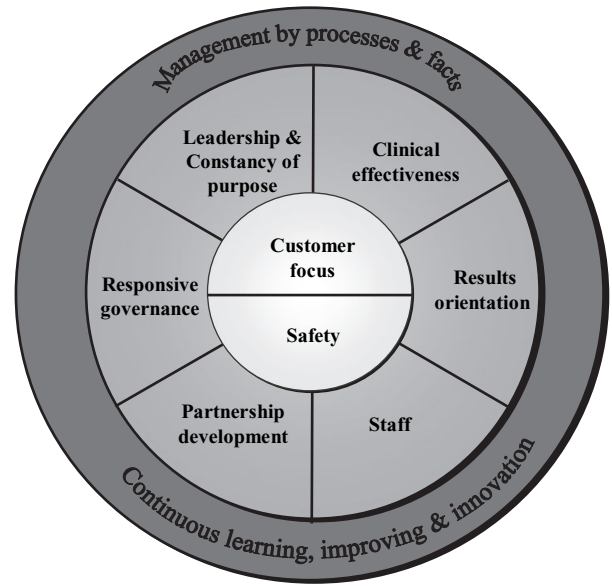 Management by processes & facts
Leadership &
Constancy of
purpose
Clinical
effectiveness
Customer
focus
Responsive
governance
Results
orientation
Safety
Partnership
development
Staff
Continuous learning, improving & innovation